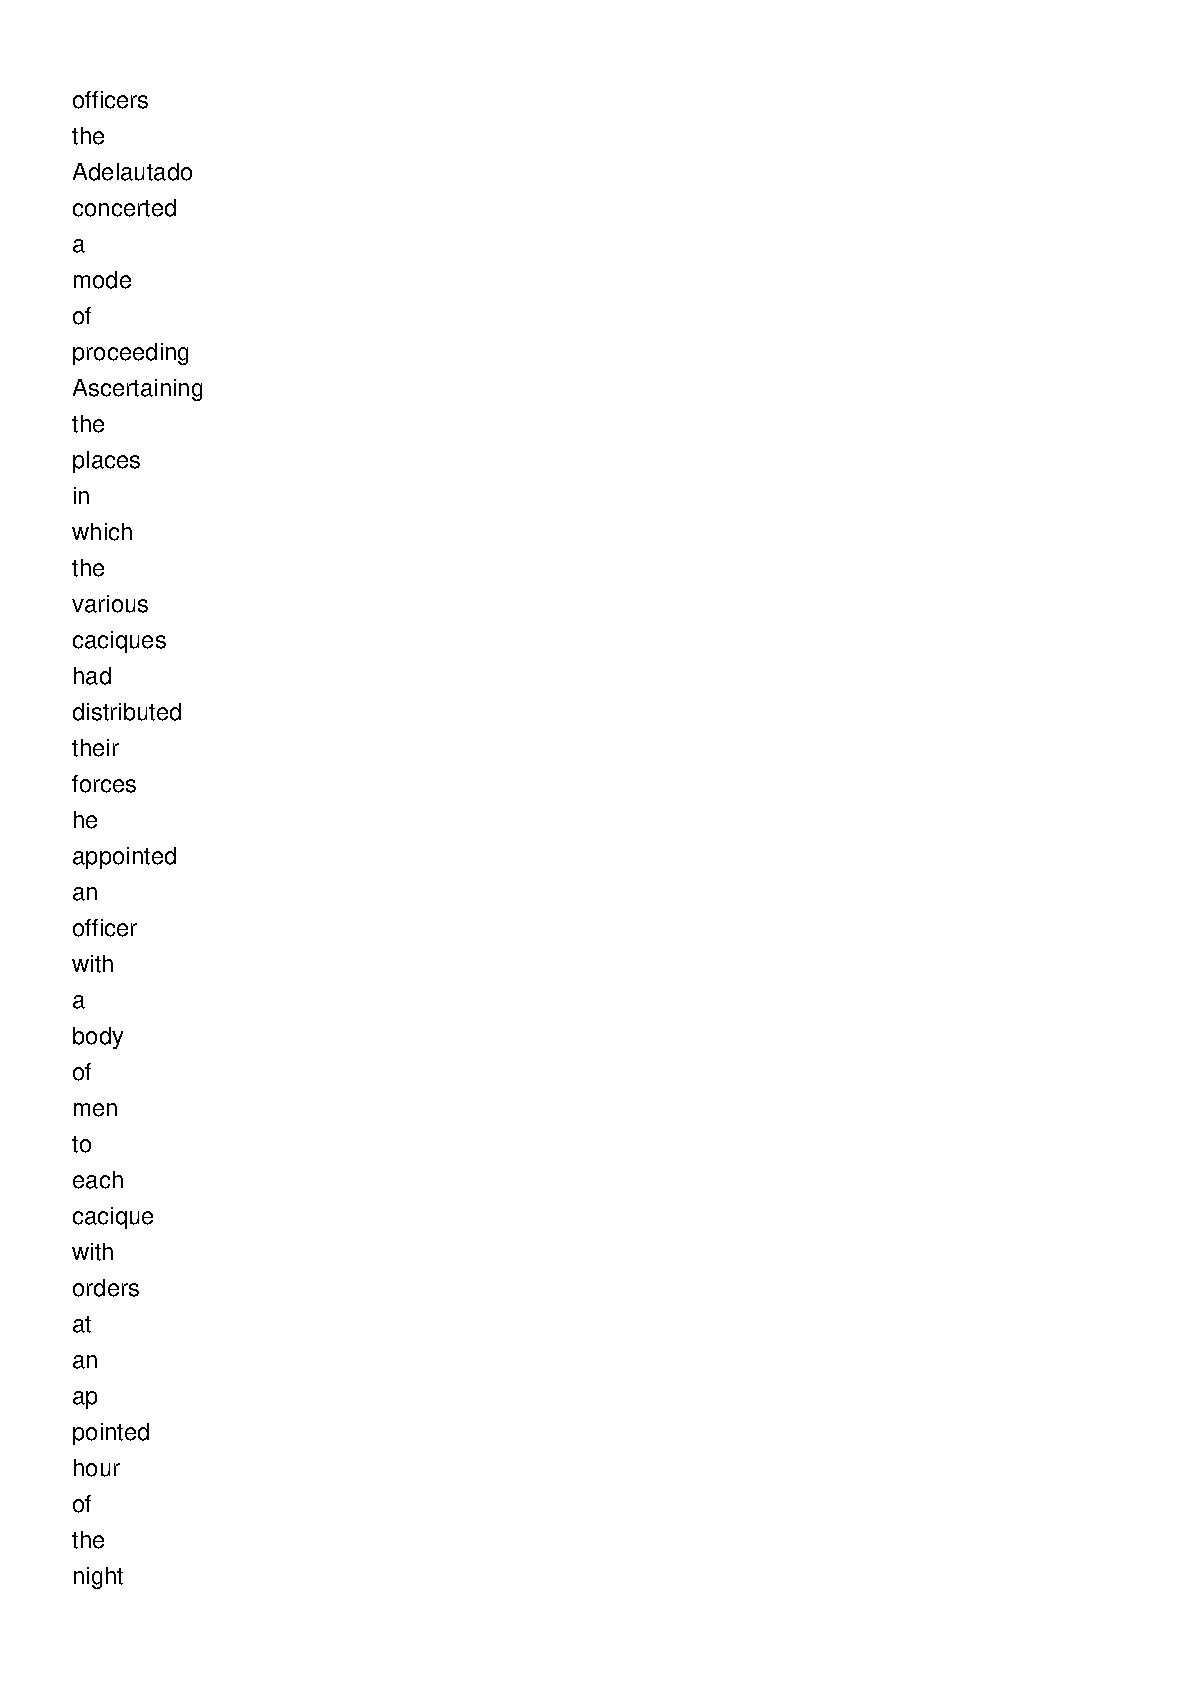 officers
the
Adelautado
concerted
a
mode
of
proceeding
Ascertaining
the
places
in
which
the
various
caciques
had
distributed
their
forces
he
appointed
an
officer
with
a
body
of
men
to
each
cacique
with
orders
at
an
ap
pointed
hour
of
the
night